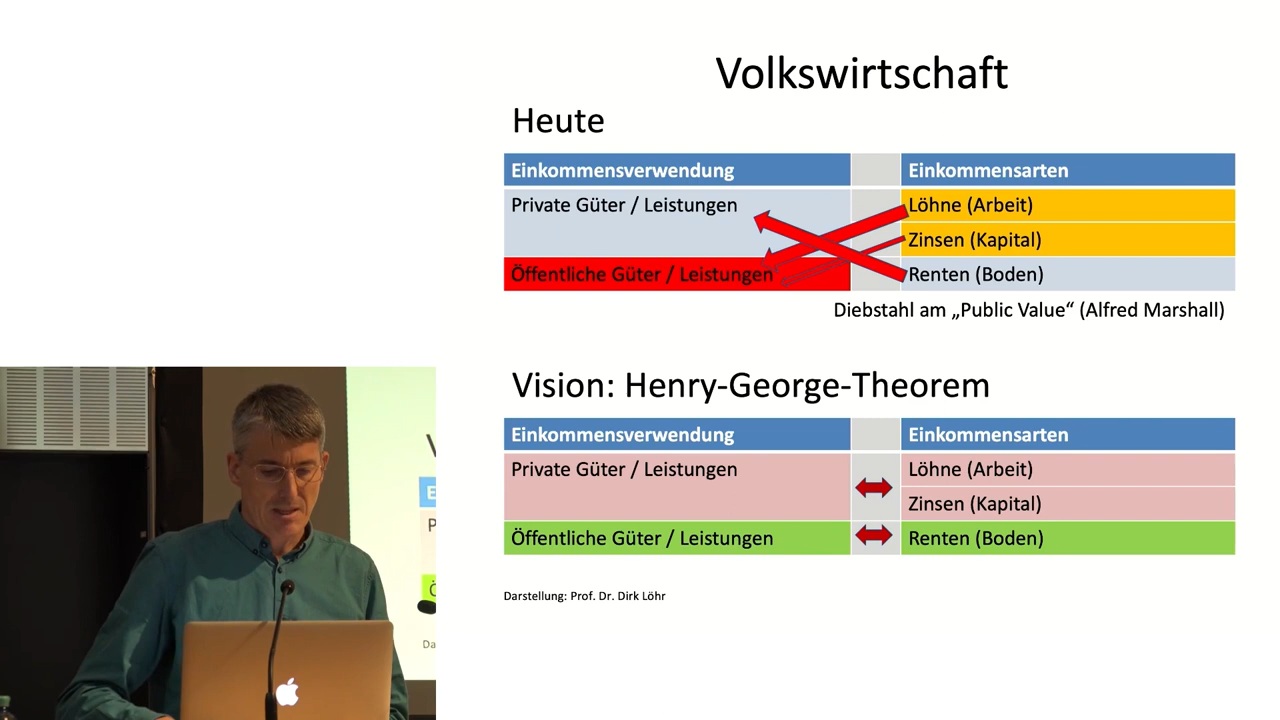 Volkswirtschaft
Heute
Einkommensverwendung
Einkommensarten
Private Güter / Leistungen
Löhne (Arbeit)
Zinsen (Kapital)
Öffentliche Güter / Leistungen
Renten (Boden)
Diebstahl am „Public Value“ (Alfred Marshall)
Vision: Henry-George-Theorem
Einkommensverwendung
Einkommensarten
Private Güter / Leistungen
Löhne (Arbeit)
Zinsen (Kapital)
Öffentliche Güter / Leistungen
Renten (Boden)
Darstellung: Prof. Dr. Dirk Löhr